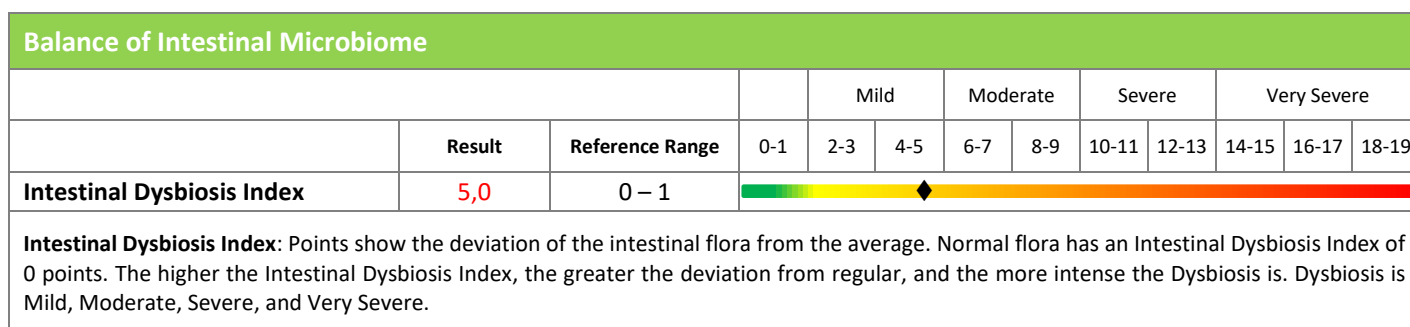 Balance of Intestinal Microbiome
Mild Moderate Severe Very Severe
Result Reference Range 0-1 2-3 4-5 6-7 8-9 10-11 12-13 14-15 16-17 18-19
Intestinal Dysbiosis Index 5,0 0 – 1
Intestinal Dysbiosis Index: Points show the deviation of the intestinal flora from the average. Normal flora has an Intestinal Dysbiosis Index of
0 points. The higher the Intestinal Dysbiosis Index, the greater the deviation from regular, and the more intense the Dysbiosis is. Dysbiosis is
Mild, Moderate, Severe, and Very Severe.